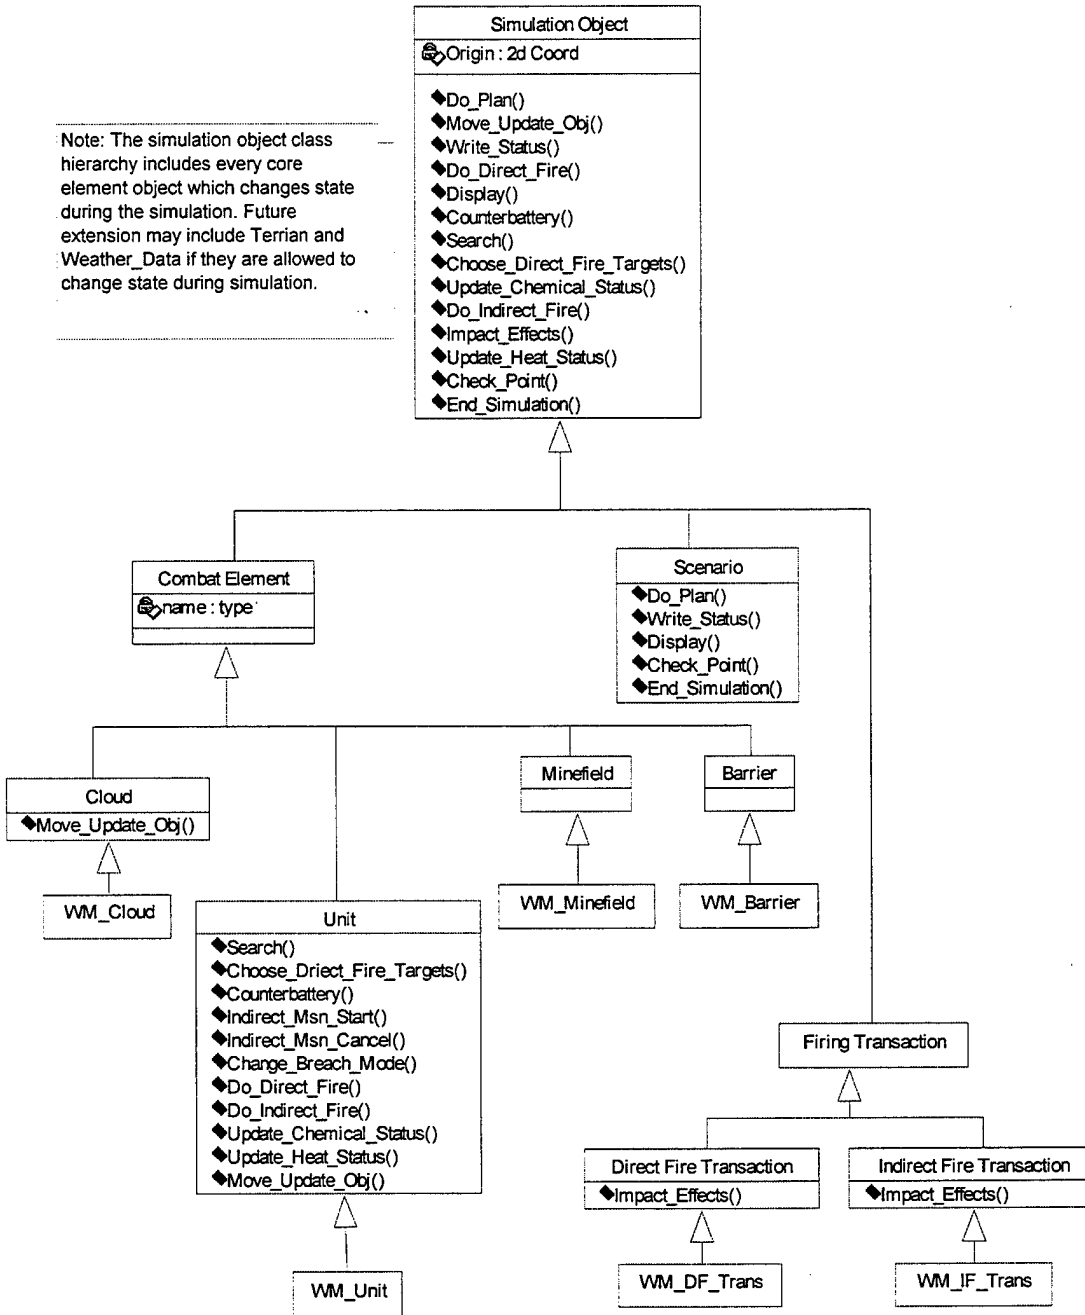 Simulation Object
Origin : 2d Coord
Do_Plan()
Move_Update_Obj()
Write_Status()
Do_Direct_Fire()
Display()
Counterbattery()
Search()
Choose_Direct_Fire_Targets()
Update_Chemical_Status()
Do_Indirect_Fire()
Impact_Effects()
Update_Heat_Status()
Check_Point()
End_Simulation()
Note: The simulation object class
hierarchy includes every core
element object which changes state
during the simulation. Future
extension may include Terrian and
Weather_Data if they are allowed to
change state during simulation.
Combat Element
name : type
Scenario
Do_Plan()
Write_Status()
Display()
Check_Point()
End_Simulation()
Cloud
Move_Update_Obj()
WM_Cloud
Unit
Search()
Choose_Driect_Fire_Targets()
Counterbattery()
Indirect_Msn_Start()
Indirect_Msn_Cancel()
Change_Breach_Mode()
Do_Direct_Fire()
Do_Indirect_Fire()
Update_Chemical_Status()
Update_Heat_Status()
Move_Update_Obj()
WM_Unit
Minefield
WM_Minefield
Barrier
WM_Barrier
Firing Transaction
Direct Fire Transaction
Impact_Effects()
WM_DF_Trans
Indirect Fire Transaction
Impact_Effects()
WM_IF_Trans